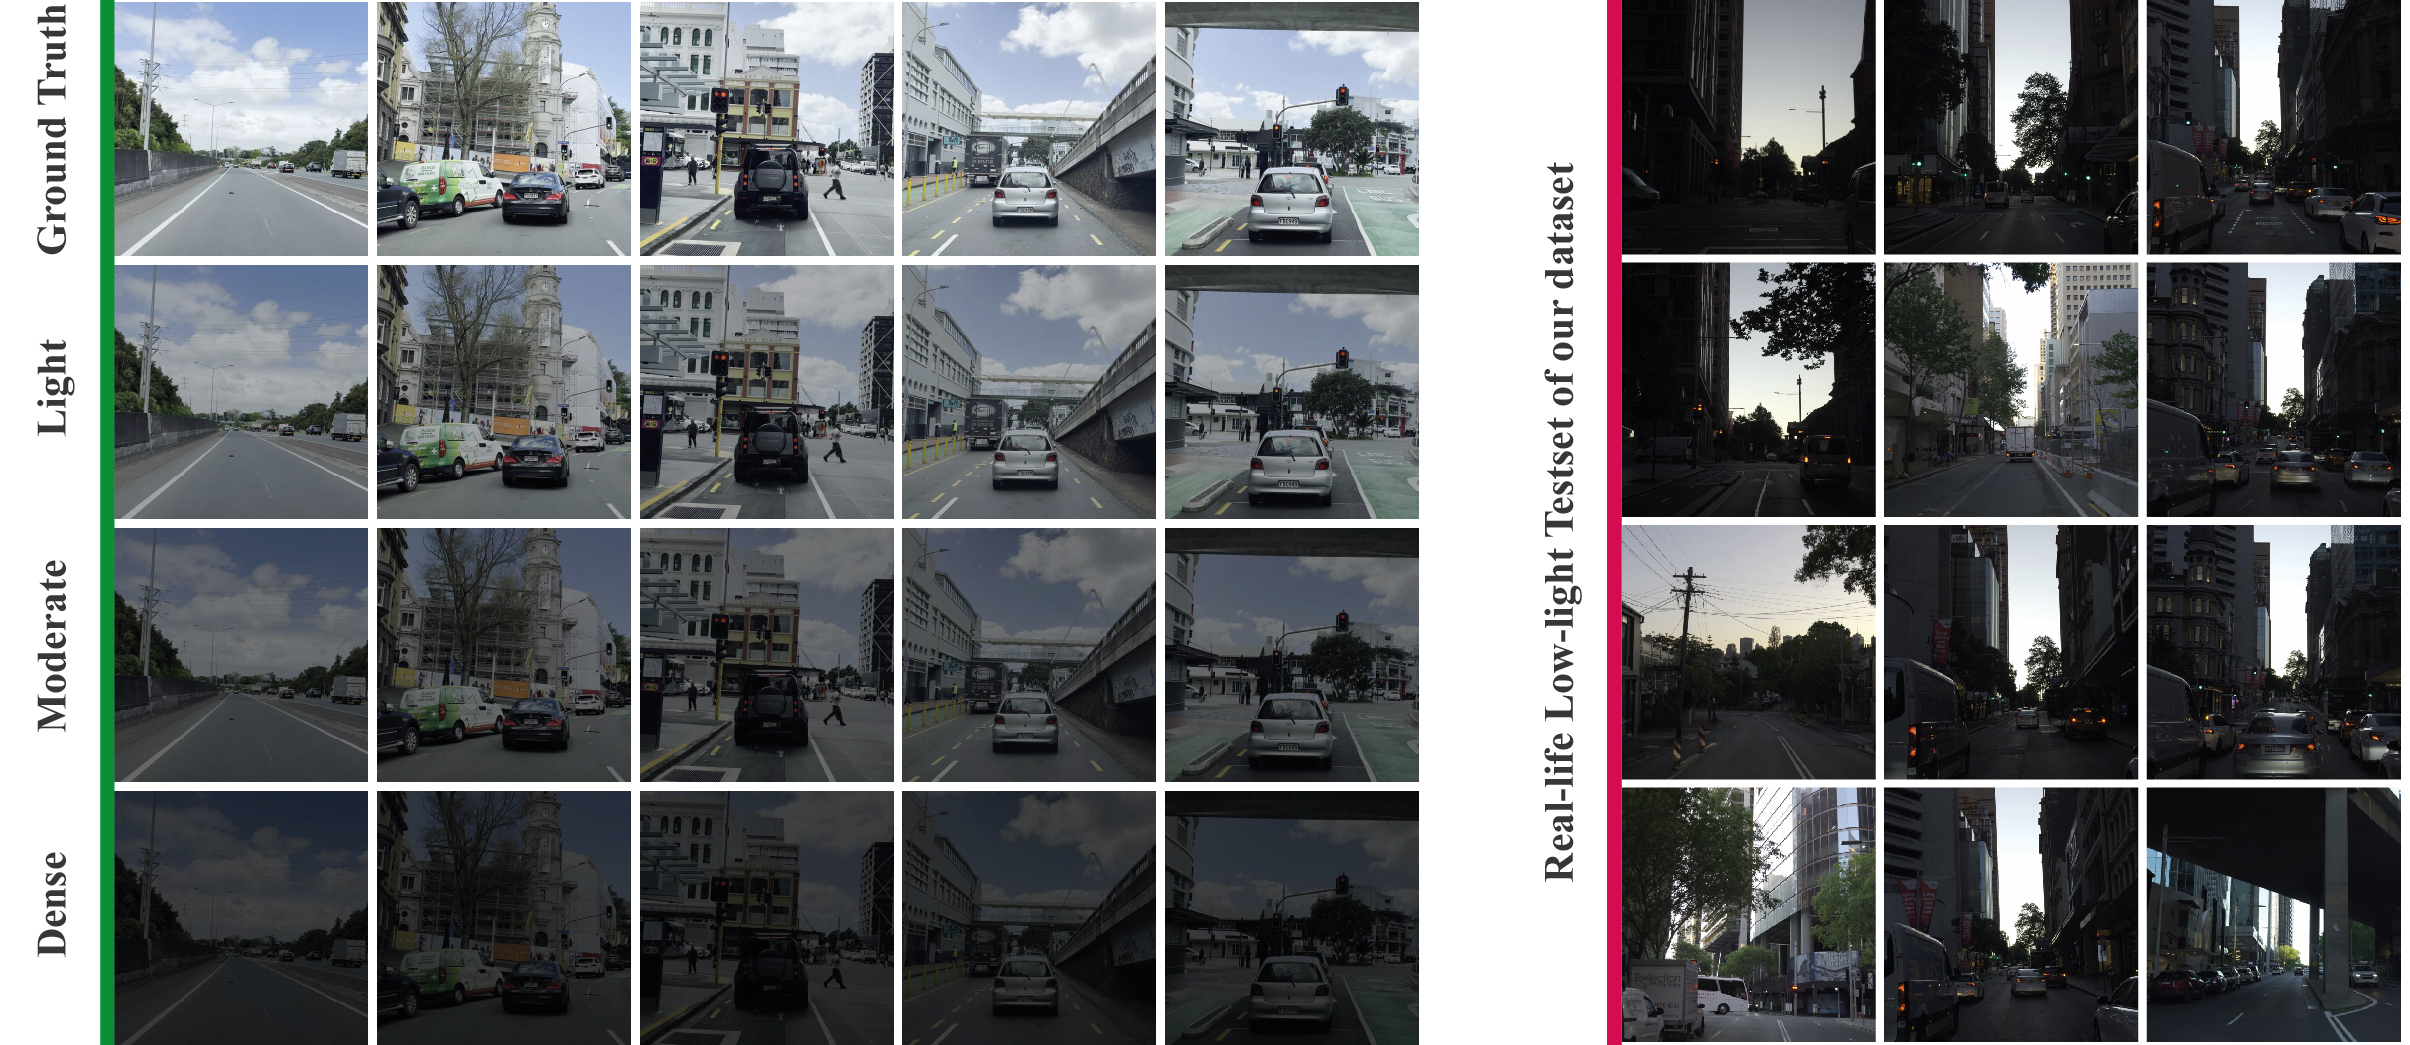 Ground Truth
Light
Moderate
Dense
Real-life Low-light Testset of our dataset